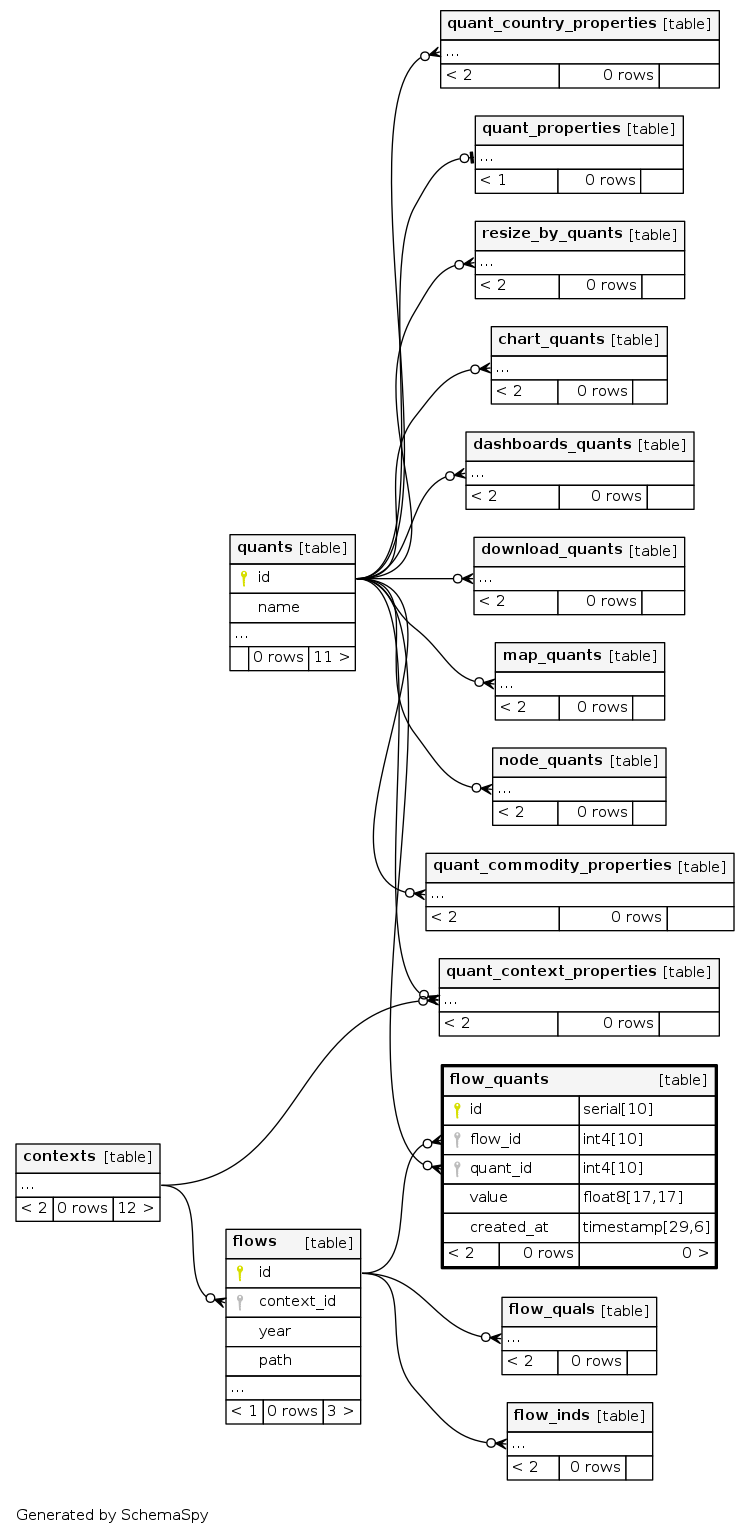 quant_country_properties [table]
...
< 2 0 rows
quant_properties [table]
...
< 1 0 rows
resize_by_quants [table]
...
< 2 0 rows
chart_quants [table]
...
< 2 0 rows
dashboards_quants [table]
...
< 2 0 rows
quants [table]
id
name
...
0 rows 11 >
download_quants [table]
...
< 2 0 rows
map_quants [table]
...
< 2 0 rows
node_quants [table]
...
< 2 0 rows
quant_commodity_properties [table]
...
< 2 0 rows
quant_context_properties [table]
...
< 2 0 rows
flow_quants [table]
id serial[10]
flow_id int4[10]
quant_id int4[10]
value float8[17,17]
created_at timestamp[29,6]
< 2 0 rows 0 >
contexts [table]
...
< 2 0 rows 12 >
flows [table]
id
context_id
year
path
...
< 1 0 rows 3 >
flow_quals [table]
...
< 2 0 rows
flow_inds [table]
...
< 2 0 rows
Generated by SchemaSpy